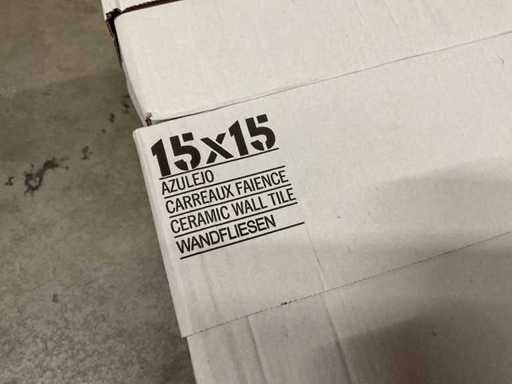 15x15
AZULEJO
CARREAUX FAIENCE
CERAMIC WALL TILE
WANDFLIESEN